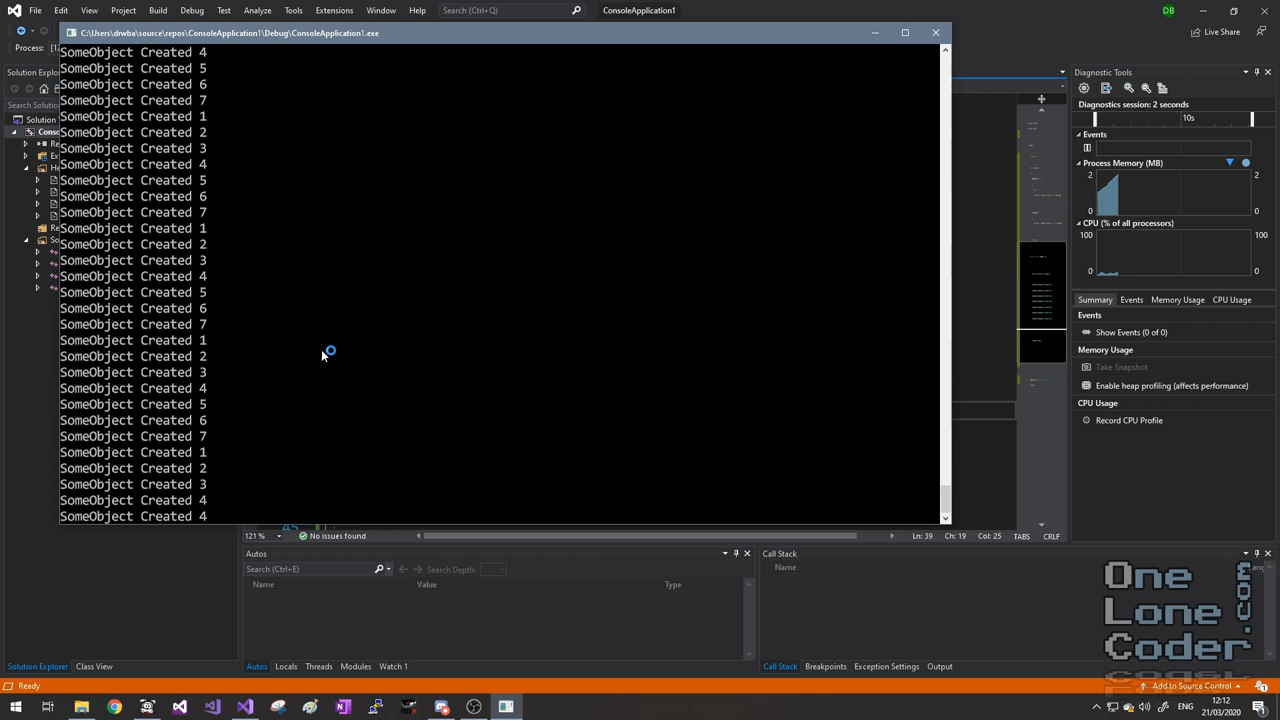 File Edit View Project Build Debug Test Analyze Tools Extensions Window Help Search (Ctrl+Q) ConsoleApplication1 DB
Live Share
Process:
C:\Users\drwba\source\repos\ConsoleApplication1\Debug\ConsoleApplication1.exe
SomeObject Created 4
SomeObject Created 5
SomeObject Created 6
SomeObject Created 7
SomeObject Created 1
SomeObject Created 2
SomeObject Created 3
SomeObject Created 4
SomeObject Created 5
SomeObject Created 6
SomeObject Created 7
SomeObject Created 1
SomeObject Created 2
SomeObject Created 3
SomeObject Created 4
SomeObject Created 5
SomeObject Created 6
SomeObject Created 7
SomeObject Created 1
SomeObject Created 2
SomeObject Created 3
SomeObject Created 4
SomeObject Created 5
SomeObject Created 6
SomeObject Created 7
SomeObject Created 1
SomeObject Created 2
SomeObject Created 3
SomeObject Created 4
SomeObject Created 4
Solution Explorer
Search Solution
Solution
Diagnostic Tools
Diagnostics session: 2 seconds
10s
Events
Process Memory (MB)
2 2
0 0
CPU (% of all processors)
100 100
0 0
Summary Events Memory Usage CPU Usage
Events
Show Events (0 of 0)
Memory Usage
Take Snapshot
Enable heap profiling (affects performance)
CPU Usage
Record CPU Profile
45
121 % No issues found Ln: 39 Ch: 19 Col: 25 TABS CRLF
Autos
Search (Ctrl+E) Search Depth:
Name Value Type
Call Stack
Name
Solution Explorer Class View
Autos Locals Threads Modules Watch 1
Call Stack Breakpoints Exception Settings Output
One
Lone
Coder
.com
Ready Add to Source Control 1
12:12
21/03/2020